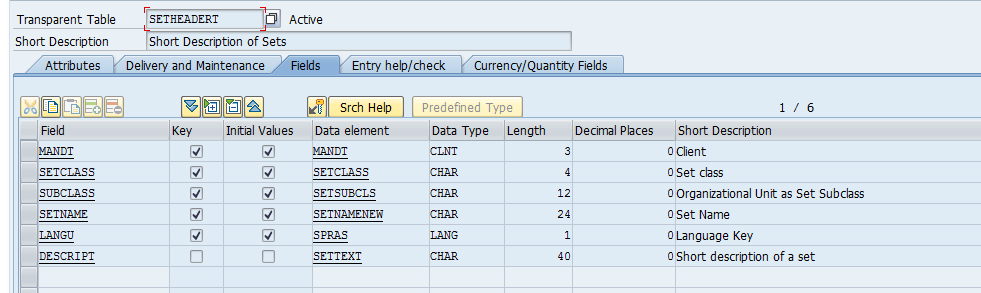 Transparent Table SETHEADERT Active
Short Description Short Description of Sets
Attributes Delivery and Maintenance Fields Entry help/check Currency/Quantity Fields
Srch Help Predefined Type 1 / 6
Field Key Initial Values Data element Data Type Length Decimal Places Short Description
MANDT MANDT CLNT 3 0 Client
SETCLASS SETCLASS CHAR 4 0 Set class
SUBCLASS SETSUBCLS CHAR 12 0 Organizational Unit as Set Subclass
SETNAME SETNAMENEW CHAR 24 0 Set Name
LANGU SPRAS LANG 1 0 Language Key
DESCRIPT SETTEXT CHAR 40 0 Short description of a set